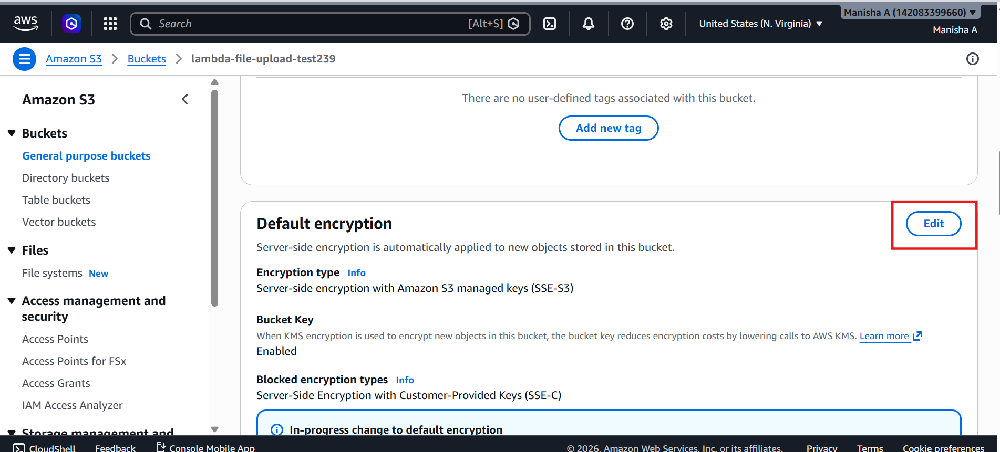 aws
Search [Alt+S]
United States (N. Virginia)
Manisha A (142083399660)
Manisha A
Amazon S3 Buckets lambda-file-upload-test239
Amazon S3
Buckets
General purpose buckets
Directory buckets
Table buckets
Vector buckets
Files
File systems New
Access management and
security
Access Points
Access Points for FSx
Access Grants
IAM Access Analyzer
Storage management and
There are no user-defined tags associated with this bucket.
Add new tag
Default encryption
Edit
Server-side encryption is automatically applied to new objects stored in this bucket.
Encryption type Info
Server-side encryption with Amazon S3 managed keys (SSE-S3)
Bucket Key
When KMS encryption is used to encrypt new objects in this bucket, the bucket key reduces encryption costs by lowering calls to AWS KMS. Learn more
Enabled
Blocked encryption types Info
Server-Side Encryption with Customer-Provided Keys (SSE-C)
In-progress change to default encryption
CloudShell Feedback Console Mobile App
© 2026, Amazon Web Services, Inc. or its affiliates. Privacy Terms Cookie preferences